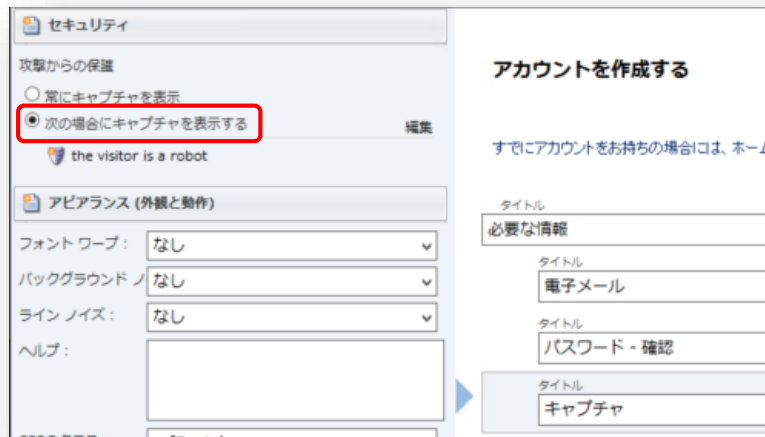 セキュリティ
攻撃からの保護
常にキャプチャを表示
次の場合にキャプチャを表示する
編集
the visitor is a robot
アピアランス (外観と動作)
フォント ワープ： なし
バックグラウンド ノ なし
ライン ノイズ： なし
ヘルプ：
アカウントを作成する
すでにアカウントをお持ちの場合には、ホーム
タイトル
必要な情報
タイトル
電子メール
タイトル
パスワード - 確認
タイトル
キャプチャ